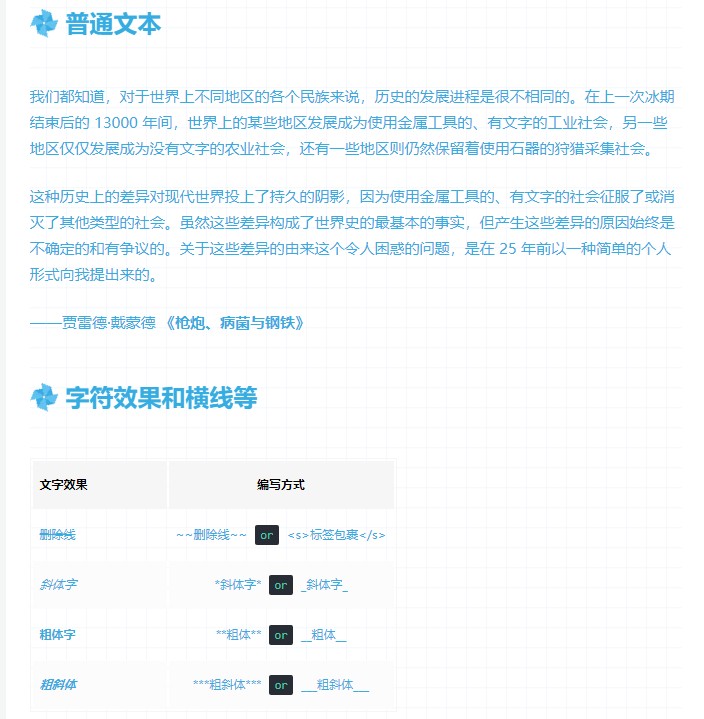 普通文本
我们都知道，对于世界上不同地区的各个民族来说，历史的发展进程是很不相同的。在上一次冰期
结束后的 13000 年间，世界上的某些地区发展成为使用金属工具的、有文字的工业社会，另一些
地区仅仅发展成为没有文字的农业社会，还有一些地区则仍然保留着使用石器的狩猎采集社会。
这种历史上的差异对现代世界投上了持久的阴影，因为使用金属工具的、有文字的社会征服了或消
灭了其他类型的社会。虽然这些差异构成了世界史的最基本的事实，但产生这些差异的原因始终是
不确定的和有争议的。关于这些差异的由来这个令人困惑的问题，是在 25 年前以一种简单的个人
形式向我提出来的。
——贾雷德·戴蒙德 《枪炮、病菌与钢铁》
字符效果和横线等
文字效果 编写方式
删除线 ~~删除线~~ or <s>标签包裹</s>
斜体字 *斜体字* or _斜体字_
粗体字 **粗体** or __粗体__
粗斜体 ***粗斜体*** or ___粗斜体___